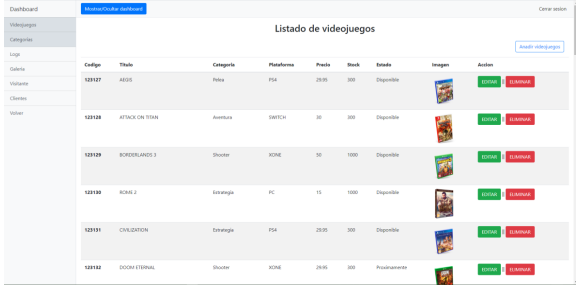 Dashboard Mostrar/Ocultar dashboard Cerrar sesion
Videojuegos
Categorias
Logs
Galeria
Visitante
Clientes
Volver
Listado de videojuegos
Añadir videojuegos
Codigo Titulo Categoria Plataforma Precio Stock Estado Imagen Accion
123127 AEGIS Pelea PS4 29.95 300 Disponible EDITAR ELIMINAR
123128 ATTACK ON TITAN Aventura SWITCH 30 300 Disponible EDITAR ELIMINAR
123129 BORDERLANDS 3 Shooter XONE 50 1000 Disponible EDITAR ELIMINAR
123130 ROME 2 Estrategia PC 15 1000 Disponible EDITAR ELIMINAR
123131 CIVILIZATION Estrategia PS4 29.95 300 Disponible EDITAR ELIMINAR
123132 DOOM ETERNAL Shooter XONE 29.95 300 Proximamente EDITAR ELIMINAR